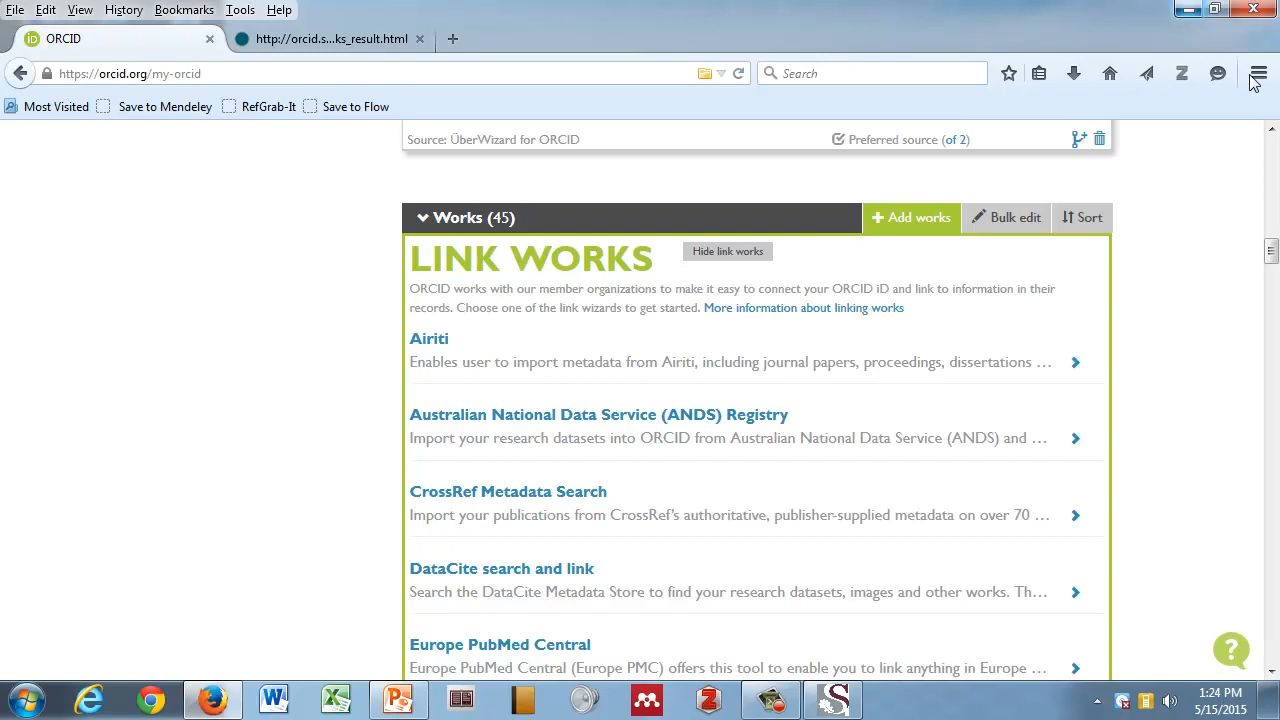 File Edit View History Bookmarks Tools Help
iD ORCID × http://orcid.s...ks_result.html × +
https://orcid.org/my-orcid Search Z
Most Visited Save to Mendeley RefGrab-It Save to Flow
Source: ÜberWizard for ORCID Preferred source (of 2)
Works (45) Add works Bulk edit Sort
LINK WORKS Hide link works
ORCID works with our member organizations to make it easy to connect your ORCID iD and link to information in their
records. Choose one of the link wizards to get started. More information about linking works
Airiti
Enables user to import metadata from Airiti, including journal papers, proceedings, dissertations ...
Australian National Data Service (ANDS) Registry
Import your research datasets into ORCID from Australian National Data Service (ANDS) and ...
CrossRef Metadata Search
Import your publications from CrossRef's authoritative, publisher-supplied metadata on over 70 ...
DataCite search and link
Search the DataCite Metadata Store to find your research datasets, images and other works. Th...
Europe PubMed Central
Europe PubMed Central (Europe PMC) offers this tool to enable you to link anything in Europe ...
?
1:24 PM
5/15/2015